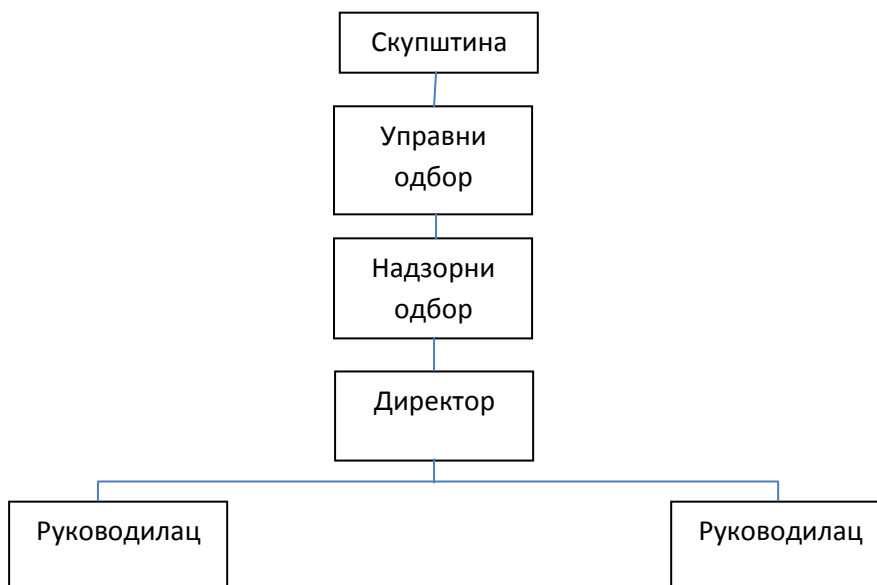 Скупштина
Управни
одбор
Надзорни
одбор
Директор
Руководилац
Руководилац